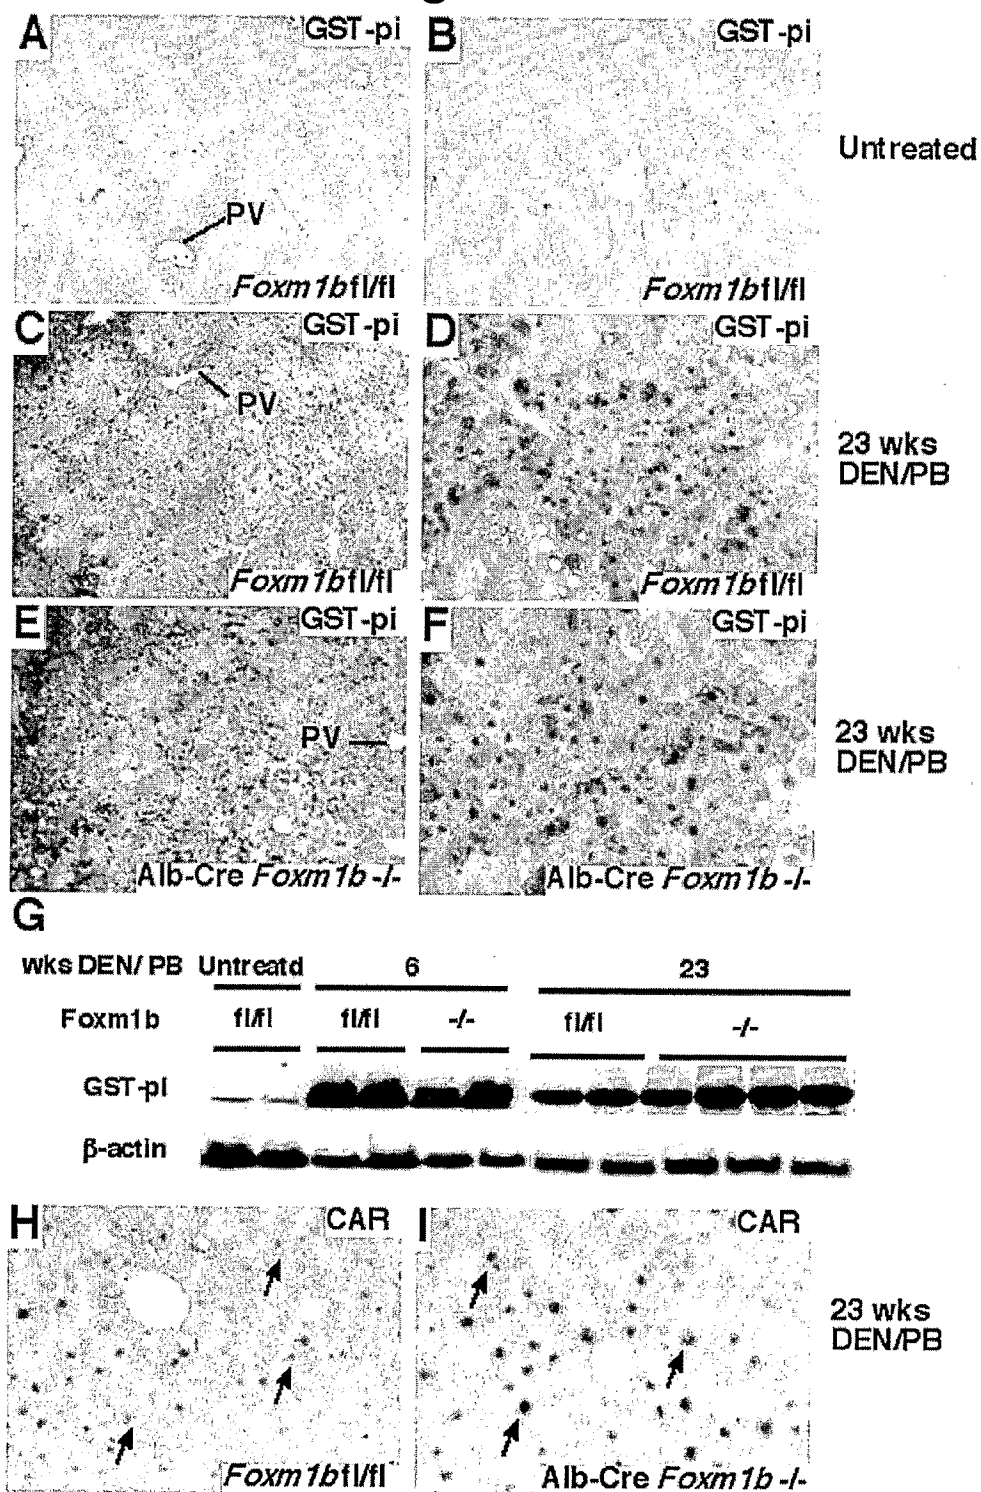 A GST-pi
B GST-pi
Untreated
PV
Foxm1b fl/fl
Foxm1b fl/fl
C GST-pi
D GST-pi
PV
23 wks
DEN/PB
Foxm1b fl/fl
Foxm1b fl/fl
E GST-pi
F GST-pi
PV
23 wks
DEN/PB
Alb-Cre Foxm1b -/-
Alb-Cre Foxm1b -/-
G
wks DEN/ PB Untreatd 6 23
Foxm1b fl/fl fl/fl -/- fl/fl -/-
GST-pI
β-actin
H CAR
I CAR
23 wks
DEN/PB
Foxm1b fl/fl
Alb-Cre Foxm1b -/-